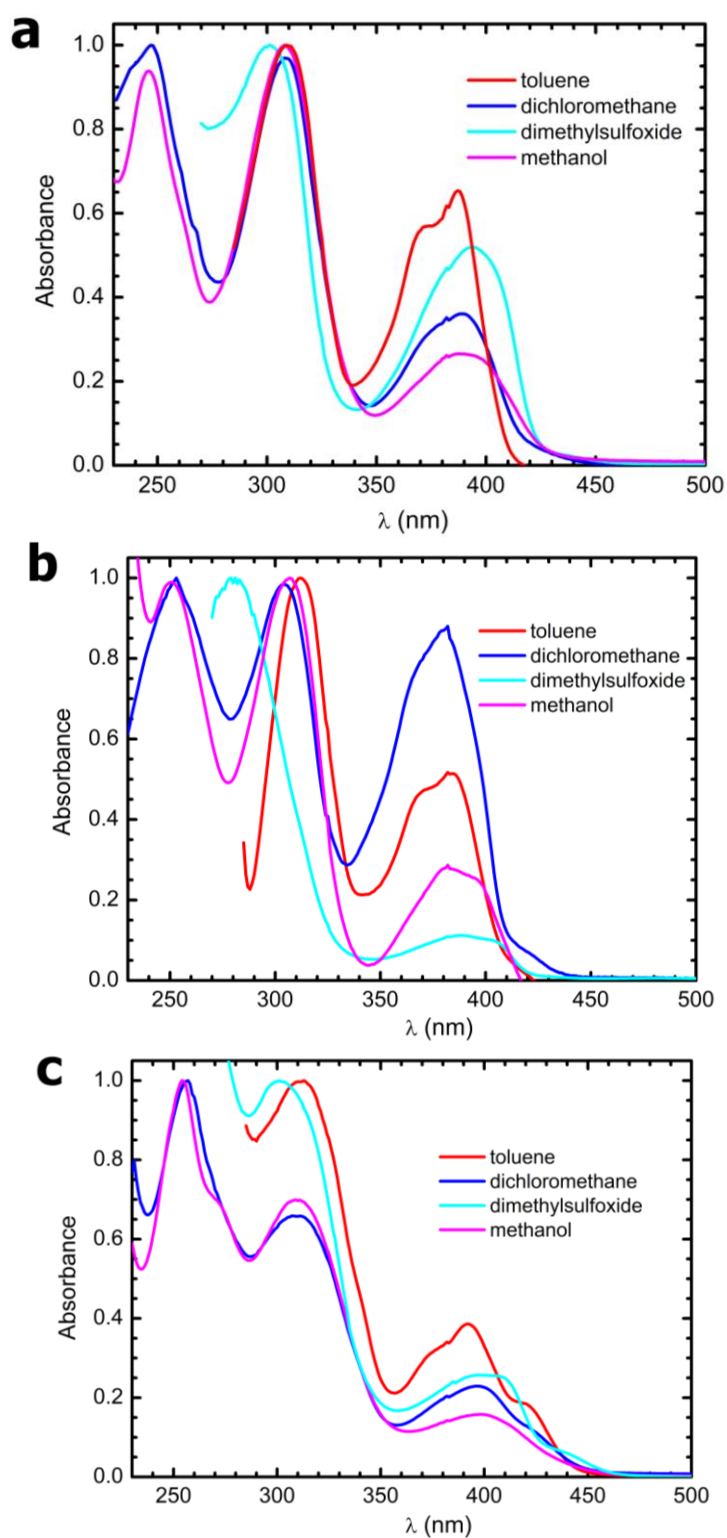 a
1.0
0.8
0.6
0.4
0.2
0.0
Absorbance
toluene
dichloromethane
dimethylsulfoxide
methanol
250 300 350 400 450 500
λ (nm)
b
1.0
0.8
0.6
0.4
0.2
0.0
Absorbance
toluene
dichloromethane
dimethylsulfoxide
methanol
250 300 350 400 450 500
λ (nm)
c
1.0
0.8
0.6
0.4
0.2
0.0
Absorbance
toluene
dichloromethane
dimethylsulfoxide
methanol
250 300 350 400 450 500
λ (nm)